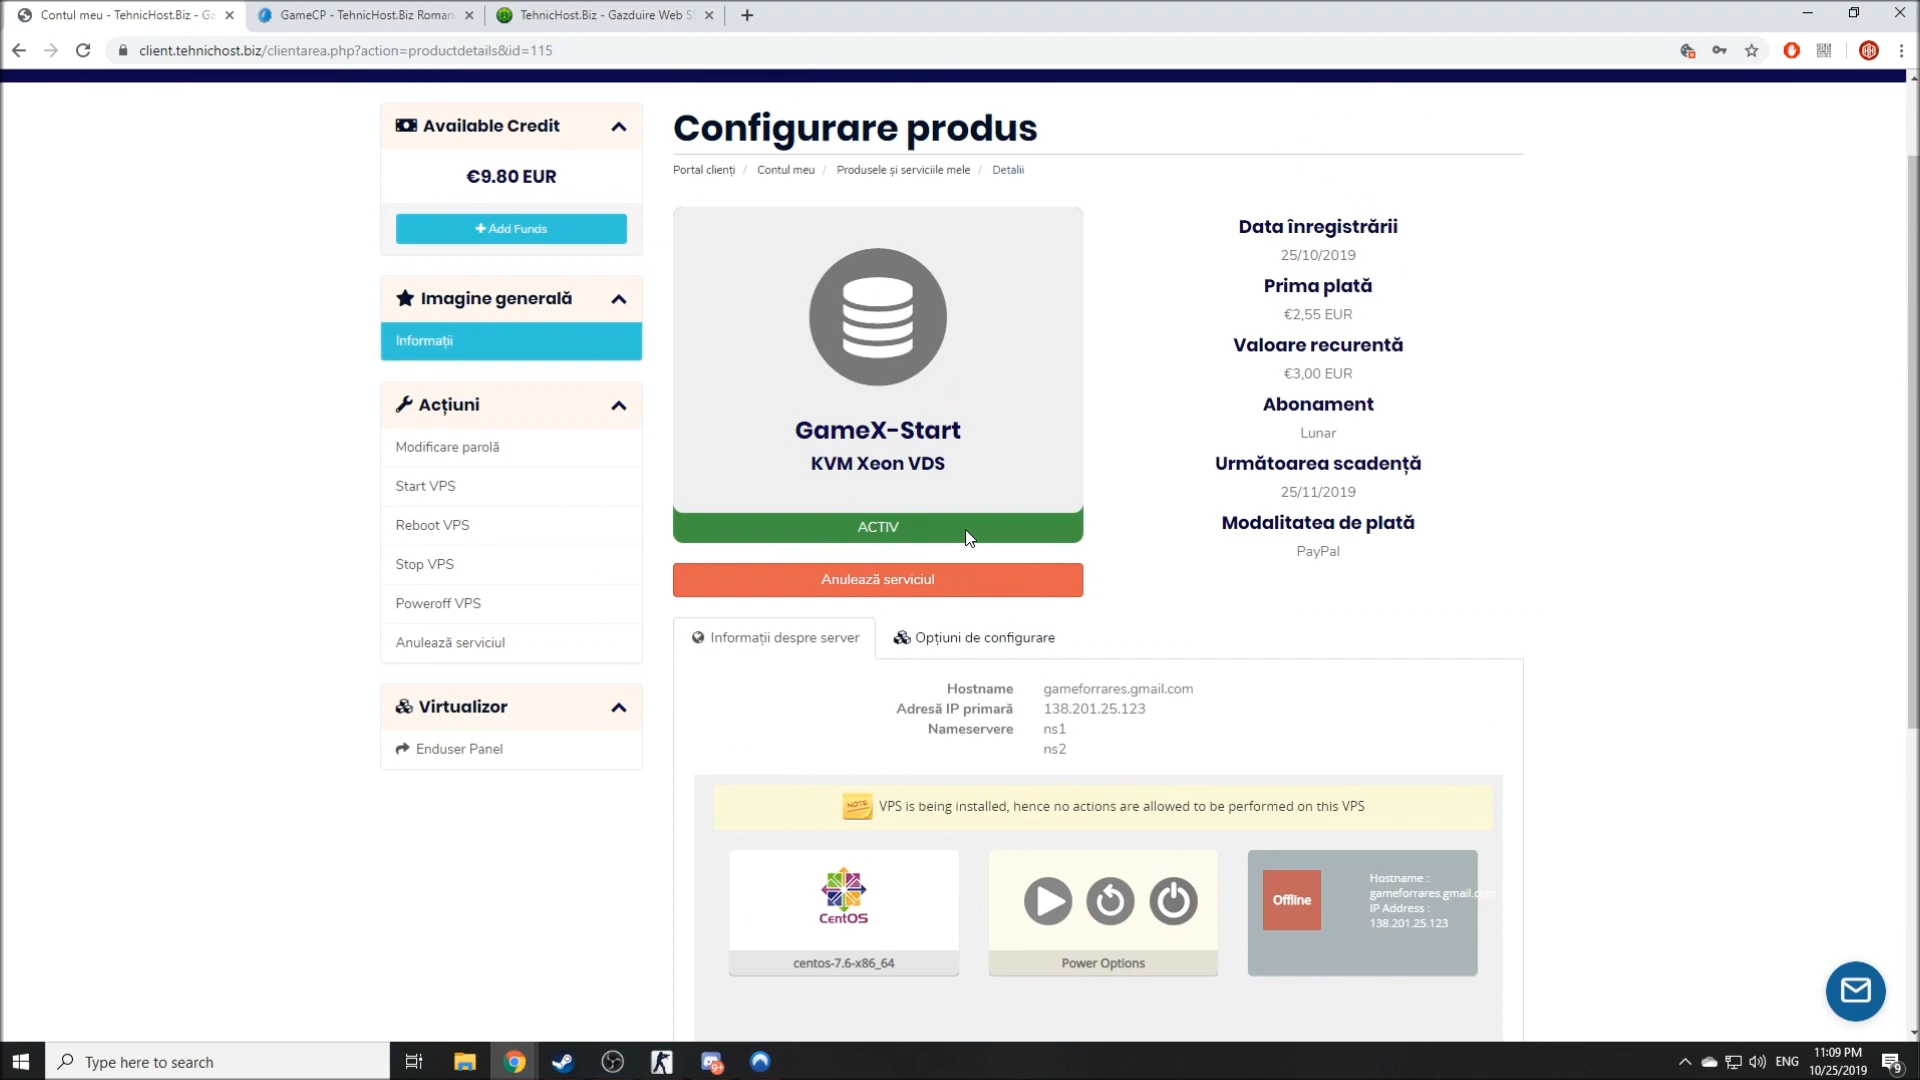 Contul meu - TehnicHost.Biz - Ga
GameCP - TehnicHost.Biz Roman
TehnicHost.Biz - Gazduire Web S
client.tehnichost.biz/clientarea.php?action=productdetails&id=115
Available Credit
€9.80 EUR
+ Add Funds
Imagine generală
Informații
Acțiuni
Modificare parolă
Start VPS
Reboot VPS
Stop VPS
Poweroff VPS
Anulează serviciul
Virtualizor
Enduser Panel
Configurare produs
Portal clienți / Contul meu / Produsele și serviciile mele / Detalii
GameX-Start
KVM Xeon VDS
ACTIV
Anulează serviciul
Data înregistrării
25/10/2019
Prima plată
€2,55 EUR
Valoare recurentă
€3,00 EUR
Abonament
Lunar
Următoarea scadență
25/11/2019
Modalitatea de plată
PayPal
Informații despre server
Opțiuni de configurare
Hostname gameforrares.gmail.com
Adresă IP primară 138.201.25.123
Nameservere ns1
ns2
NOTE VPS is being installed, hence no actions are allowed to be performed on this VPS
CentOS
centos-7.6-x86_64
Power Options
Offline
Hostname :
gameforrares.gmail.com
IP Address :
138.201.25.123
Type here to search
9+
ENG
11:09 PM
10/25/2019
9